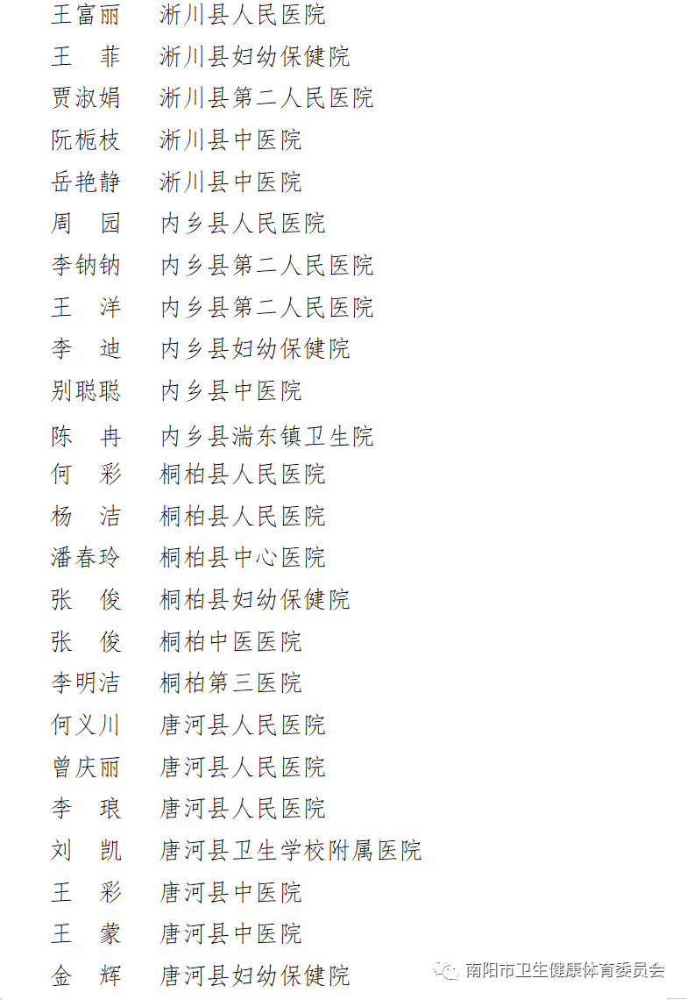 王富丽 淅川县人民医院
王 菲 淅川县妇幼保健院
贾淑娟 淅川县第二人民医院
阮栀枝 淅川县中医院
岳艳静 淅川县中医院
周 园 内乡县人民医院
李钠钠 内乡县第二人民医院
王 洋 内乡县第二人民医院
李 迪 内乡县妇幼保健院
别聪聪 内乡县中医院
陈 冉 内乡县湍东镇卫生院
何 彩 桐柏县人民医院
杨 洁 桐柏县人民医院
潘春玲 桐柏县中心医院
张 俊 桐柏县妇幼保健院
张 俊 桐柏中医医院
李明洁 桐柏第三医院
何义川 唐河县人民医院
曾庆丽 唐河县人民医院
李 琅 唐河县人民医院
刘 凯 唐河县卫生学校附属医院
王 彩 唐河县中医院
王 蒙 唐河县中医院
金 辉 唐河县妇幼保健院
南阳市卫生健康体育委员会